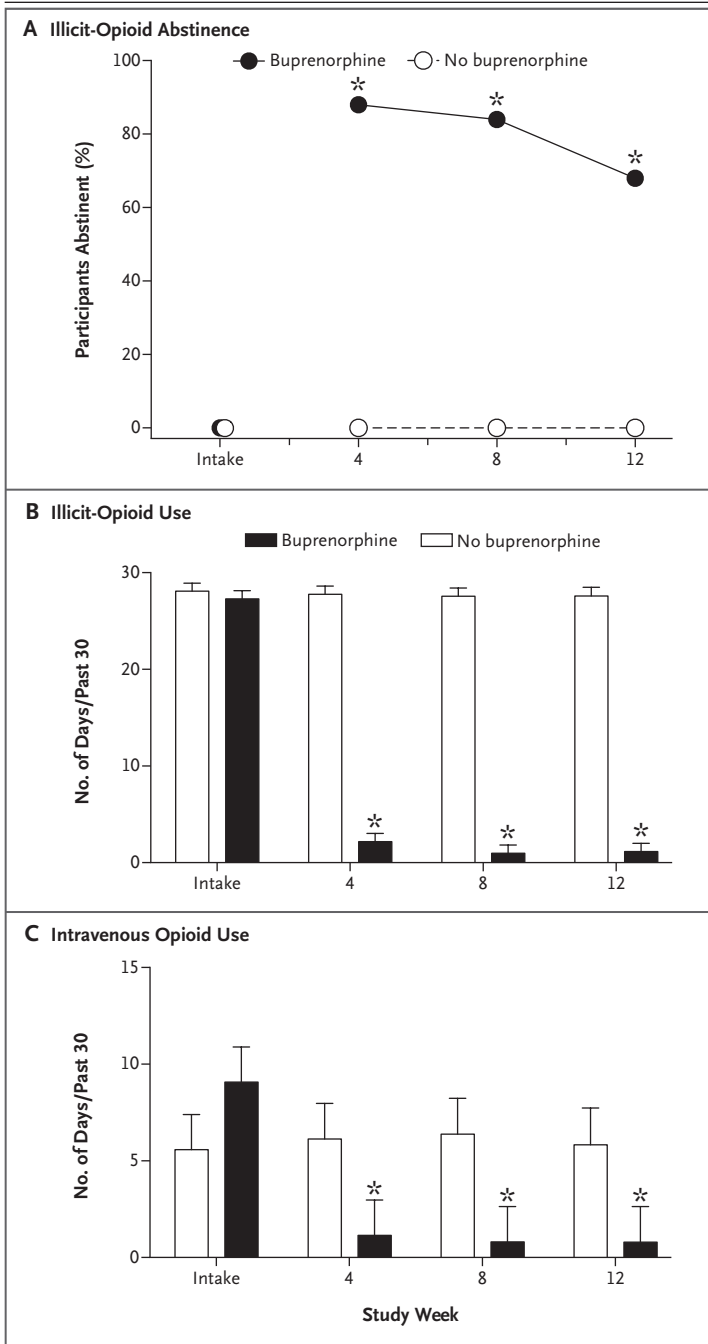 A Illicit-Opioid Abstinence
Buprenorphine No buprenorphine
Participants Abstinent (%)
100
80
60
40
20
0
* * *
Intake 4 8 12
B Illicit-Opioid Use
Buprenorphine No buprenorphine
No. of Days/Past 30
30
20
10
0
* * *
Intake 4 8 12
C Intravenous Opioid Use
No. of Days/Past 30
15
10
5
0
* * *
Intake 4 8 12
Study Week